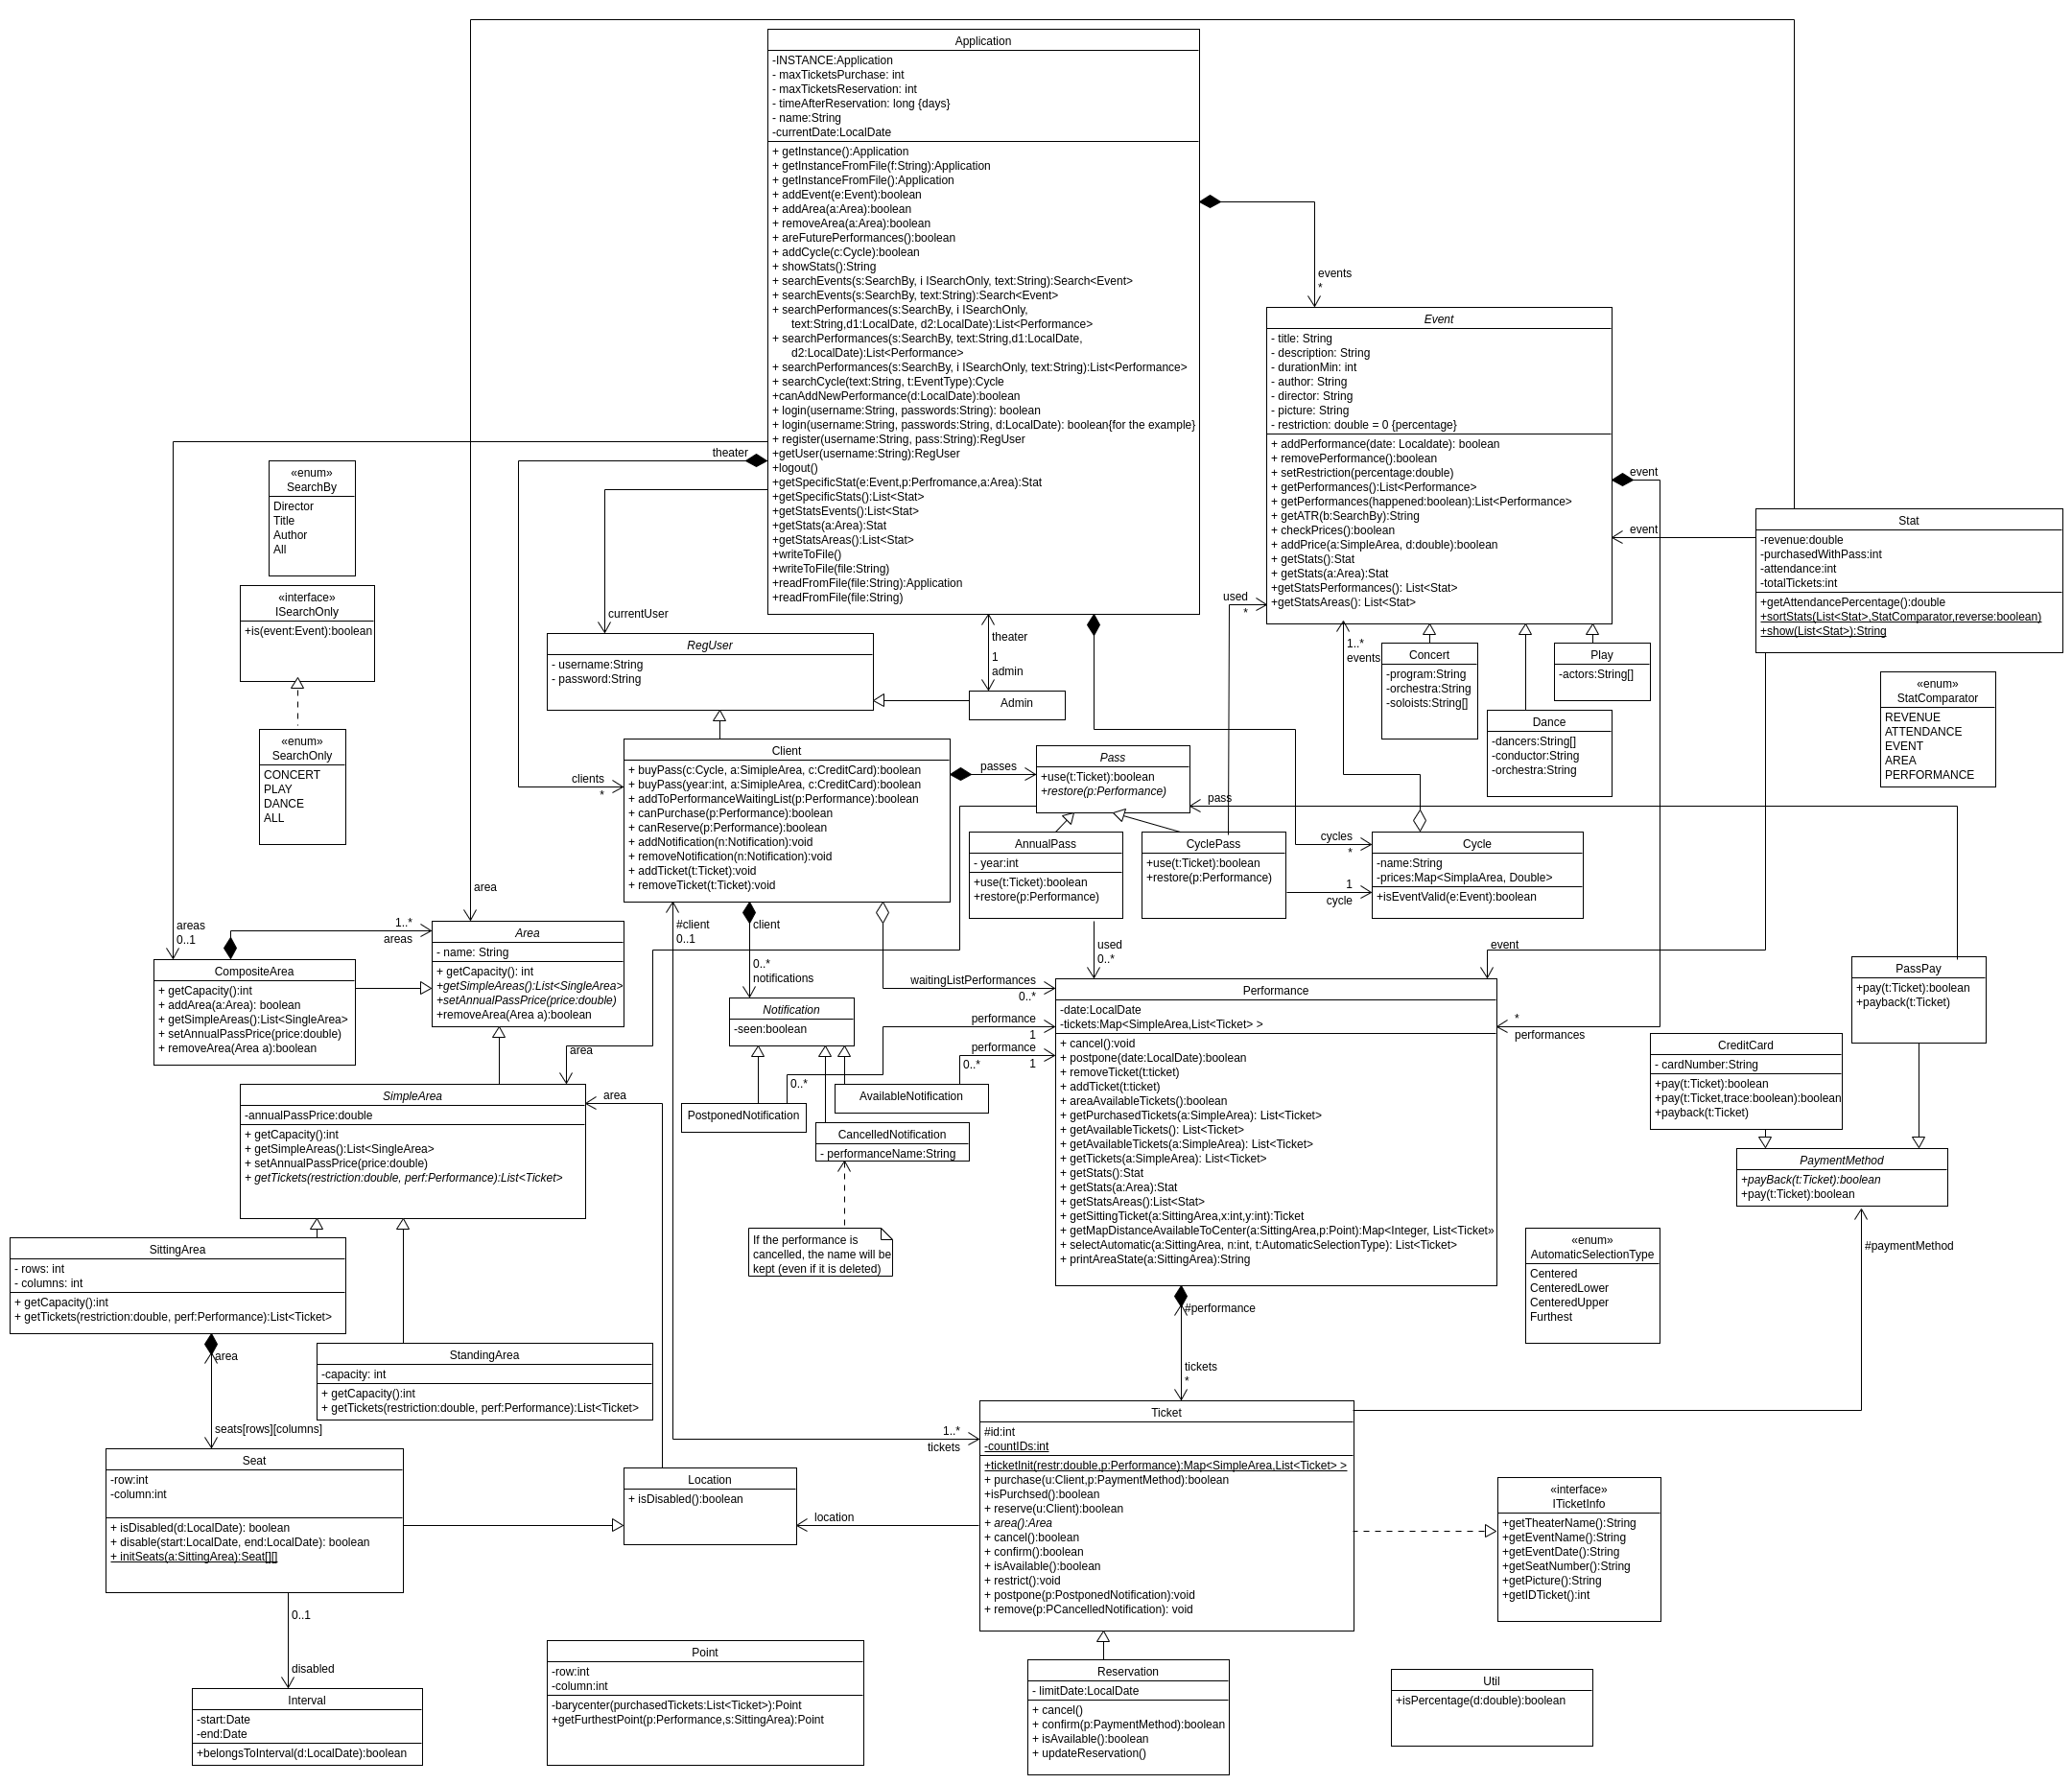 Application
-INSTANCE:Application
- maxTicketsPurchase: int
- maxTicketsReservation: int
- timeAfterReservation: long {days}
- name:String
-currentDate:LocalDate
+ getInstance():Application
+ getInstanceFromFile(f:String):Application
+ getInstanceFromFile():Application
+ addEvent(e:Event):boolean
+ addArea(a:Area):boolean
+ removeArea(a:Area):boolean
+ areFuturePerformances():boolean
+ addCycle(c:Cycle):boolean
+ showStats():String
+ searchEvents(s:SearchBy, i ISearchOnly, text:String):Search<Event>
+ searchEvents(s:SearchBy, text:String):Search<Event>
+ searchPerformances(s:SearchBy, i ISearchOnly,
text:String,d1:LocalDate, d2:LocalDate):List<Performance>
+ searchPerformances(s:SearchBy, text:String,d1:LocalDate,
d2:LocalDate):List<Performance>
+ searchPerformances(s:SearchBy, i ISearchOnly, text:String):List<Performance>
+ searchCycle(text:String, t:EventType):Cycle
+canAddNewPerformance(d:LocalDate):boolean
+ login(username:String, passwords:String): boolean
+ login(username:String, passwords:String, d:LocalDate): boolean{for the example}
+ register(username:String, pass:String):RegUser
+getUser(username:String):RegUser
+logout()
+getSpecificStat(e:Event,p:Perfromance,a:Area):Stat
+getSpecificStats():List<Stat>
+getStatsEvents():List<Stat>
+getStats(a:Area):Stat
+getStatsAreas():List<Stat>
+writeToFile()
+writeToFile(file:String)
+readFromFile(file:String):Application
+readFromFile(file:String)
events
*
Event
- title: String
- description: String
- durationMin: int
- author: String
- director: String
- picture: String
- restriction: double = 0 {percentage}
+ addPerformance(date: Localdate): boolean
+ removePerformance():boolean
+ setRestriction(percentage:double)
+ getPerformances():List<Performance>
+ getPerformances(happened:boolean):List<Performance>
+ getATR(b:SearchBy):String
+ checkPrices():boolean
+ addPrice(a:SimpleArea, d:double):boolean
+ getStats():Stat
+ getStats(a:Area):Stat
+getStatsPerformances(): List<Stat>
+getStatsAreas(): List<Stat>
event
event
Stat
-revenue:double
-purchasedWithPass:int
-attendance:int
-totalTickets:int
+getAttendancePercentage():double
+sortStats(List<Stat>,StatComparator,reverse:boolean)
+show(List<Stat>):String
«enum»
StatComparator
REVENUE
ATTENDANCE
EVENT
AREA
PERFORMANCE
«enum»
SearchBy
Director
Title
Author
All
«interface»
ISearchOnly
+is(event:Event):boolean
«enum»
SearchOnly
CONCERT
PLAY
DANCE
ALL
theater
currentUser
RegUser
- username:String
- password:String
theater
1
admin
Admin
used
*
1..*
events
Concert
-program:String
-orchestra:String
-soloists:String[]
Dance
-dancers:String[]
-conductor:String
-orchestra:String
Play
-actors:String[]
clients
*
Client
+ buyPass(c:Cycle, a:SimipleArea, c:CreditCard):boolean
+ buyPass(year:int, a:SimipleArea, c:CreditCard):boolean
+ addToPerformanceWaitingList(p:Performance):boolean
+ canPurchase(p:Performance):boolean
+ canReserve(p:Performance):boolean
+ addNotification(n:Notification):void
+ removeNotification(n:Notification):void
+ addTicket(t:Ticket):void
+ removeTicket(t:Ticket):void
passes
Pass
+use(t:Ticket):boolean
+restore(p:Performance)
pass
AnnualPass
- year:int
+use(t:Ticket):boolean
+restore(p:Performance)
CyclePass
+use(t:Ticket):boolean
+restore(p:Performance)
cycles
*
1
cycle
Cycle
-name:String
-prices:Map<SimplaArea, Double>
+isEventValid(e:Event):boolean
area
areas
0..1
1..*
areas
CompositeArea
+ getCapacity():int
+ addArea(a:Area): boolean
+ getSimpleAreas():List<SingleArea>
+ setAnnualPassPrice(price:double)
+ removeArea(Area a):boolean
Area
- name: String
+ getCapacity(): int
+getSimpleAreas():List<SingleArea>
+setAnnualPassPrice(price:double)
+removeArea(Area a):boolean
#client
0..1
client
0..*
notifications
Notification
-seen:boolean
waitingListPerformances
0..*
used
0..*
event
performance
1
performance
1
0..*
0..*
*
performances
Performance
-date:LocalDate
-tickets:Map<SimpleArea,List<Ticket> >
+ cancel():void
+ postpone(date:LocalDate):boolean
+ removeTicket(t:ticket)
+ addTicket(t:ticket)
+ areaAvailableTickets():boolean
+ getPurchasedTickets(a:SimpleArea): List<Ticket>
+ getAvailableTickets(): List<Ticket>
+ getAvailableTickets(a:SimpleArea): List<Ticket>
+ getTickets(a:SimpleArea): List<Ticket>
+ getStats():Stat
+ getStats(a:Area):Stat
+ getStatsAreas():List<Stat>
+ getSittingTicket(a:SittingArea,x:int,y:int):Ticket
+ getMapDistanceAvailableToCenter(a:SittingArea,p:Point):Map<Integer, List<Ticket»
+ selectAutomatic(a:SittingArea, n:int, t:AutomaticSelectionType): List<Ticket>
+ printAreaState(a:SittingArea):String
PassPay
+pay(t:Ticket):boolean
+payback(t:Ticket)
CreditCard
- cardNumber:String
+pay(t:Ticket):boolean
+pay(t:Ticket,trace:boolean):boolean
+payback(t:Ticket)
PaymentMethod
+payBack(t:Ticket):boolean
+pay(t:Ticket):boolean
#paymentMethod
«enum»
AutomaticSelectionType
Centered
CenteredLower
CenteredUpper
Furthest
area
area
SimpleArea
-annualPassPrice:double
+ getCapacity():int
+ getSimpleAreas():List<SingleArea>
+ setAnnualPassPrice(price:double)
+ getTickets(restriction:double, perf:Performance):List<Ticket>
PostponedNotification
AvailableNotification
CancelledNotification
- performanceName:String
If the performance is
cancelled, the name will be
kept (even if it is deleted)
SittingArea
- rows: int
- columns: int
+ getCapacity():int
+ getTickets(restriction:double, perf:Performance):List<Ticket>
area
seats[rows][columns]
StandingArea
-capacity: int
+ getCapacity():int
+ getTickets(restriction:double, perf:Performance):List<Ticket>
#performance
tickets
*
1..*
tickets
Ticket
#id:int
-countIDs:int
+ticketInit(restr:double,p:Performance):Map<SimpleArea,List<Ticket> >
+ purchase(u:Client,p:PaymentMethod):boolean
+isPurchsed():boolean
+ reserve(u:Client):boolean
+ area():Area
+ cancel():boolean
+ confirm():boolean
+ isAvailable():boolean
+ restrict():void
+ postpone(p:PostponedNotification):void
+ remove(p:PCancelledNotification): void
Seat
-row:int
-column:int
+ isDisabled(d:LocalDate): boolean
+ disable(start:LocalDate, end:LocalDate): boolean
+ initSeats(a:SittingArea):Seat[][]
Location
+ isDisabled():boolean
location
«interface»
ITicketInfo
+getTheaterName():String
+getEventName():String
+getEventDate():String
+getSeatNumber():String
+getPicture():String
+getIDTicket():int
0..1
disabled
Interval
-start:Date
-end:Date
+belongsToInterval(d:LocalDate):boolean
Point
-row:int
-column:int
-barycenter(purchasedTickets:List<Ticket>):Point
+getFurthestPoint(p:Performance,s:SittingArea):Point
Reservation
- limitDate:LocalDate
+ cancel()
+ confirm(p:PaymentMethod):boolean
+ isAvailable():boolean
+ updateReservation()
Util
+isPercentage(d:double):boolean